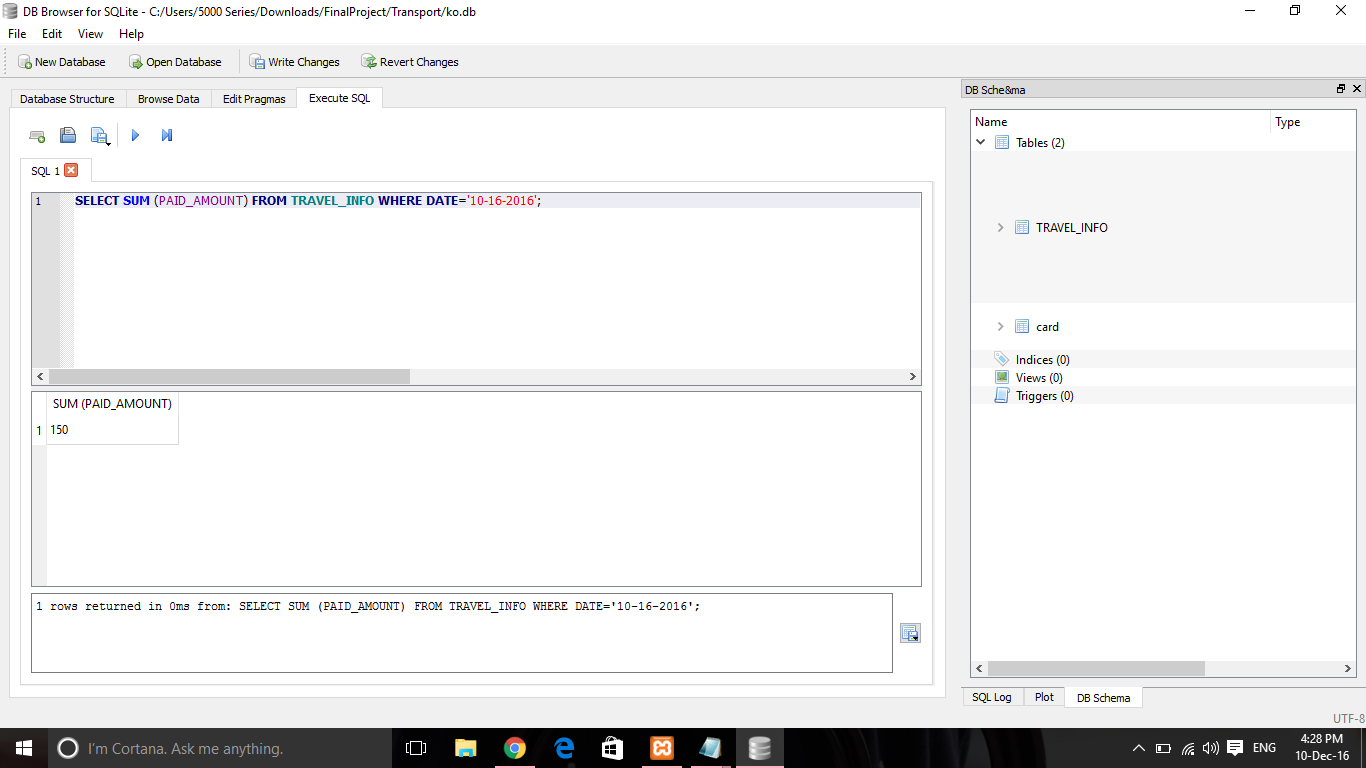 DB Browser for SQLite - C:/Users/5000 Series/Downloads/FinalProject/Transport/ko.db
File Edit View Help
New Database Open Database Write Changes Revert Changes
Database Structure Browse Data Edit Pragmas Execute SQL
SQL 1
1 SELECT SUM (PAID_AMOUNT) FROM TRAVEL_INFO WHERE DATE='10-16-2016';
SUM (PAID_AMOUNT)
1 150
1 rows returned in 0ms from: SELECT SUM (PAID_AMOUNT) FROM TRAVEL_INFO WHERE DATE='10-16-2016';
DB Sche&ma
Name Type
Tables (2)
TRAVEL_INFO
card
Indices (0)
Views (0)
Triggers (0)
SQL Log Plot DB Schema
UTF-8
I'm Cortana. Ask me anything.
ENG
4:28 PM
10-Dec-16